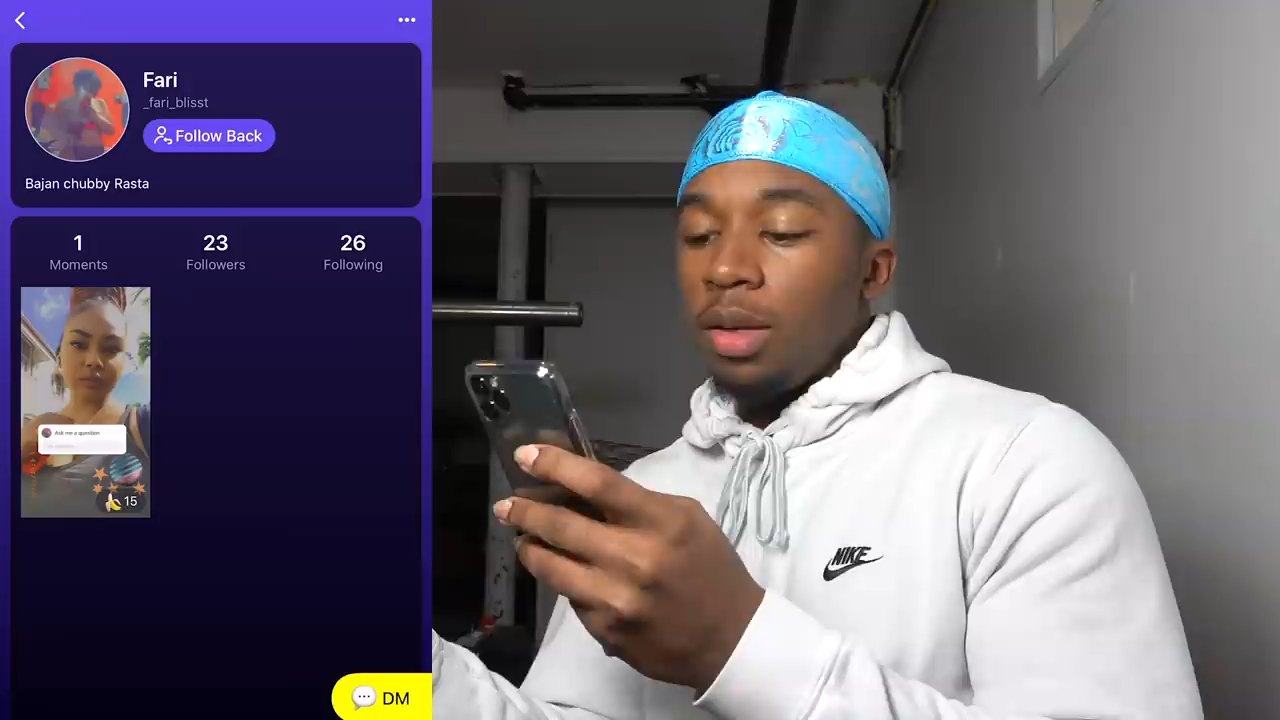 Fari
_fari_blisst
Follow Back
Bajan chubby Rasta
1
Moments
23
Followers
26
Following
Ask me a question
15
DM
NIKE